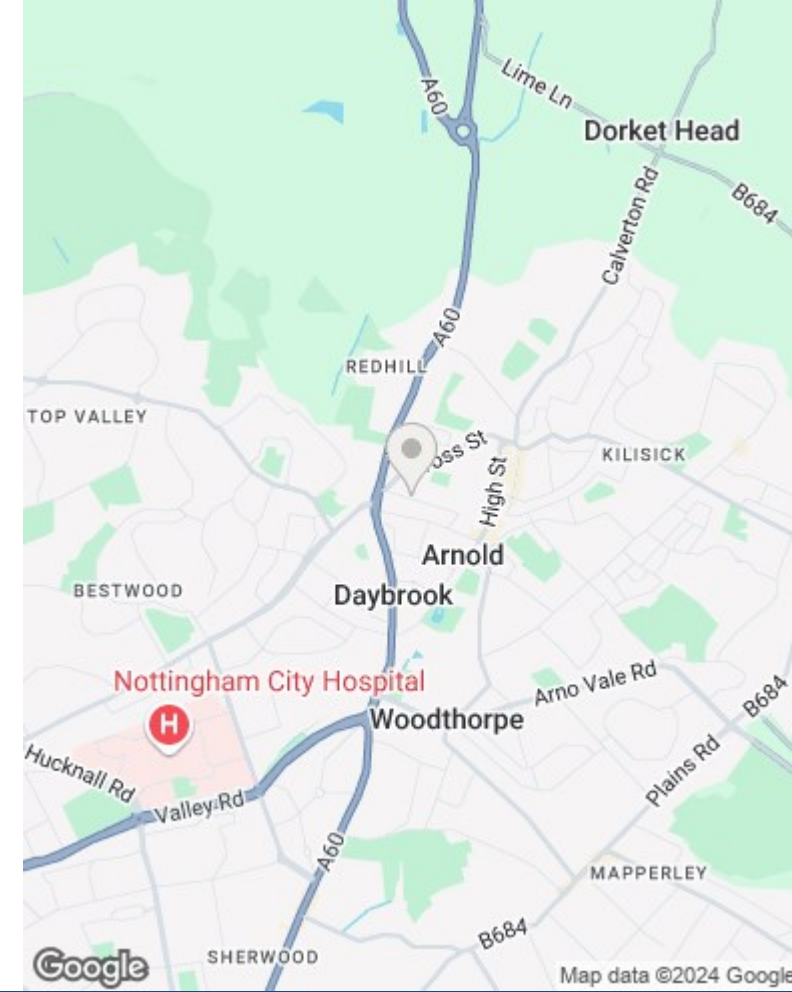 A60
Lime Ln
Dorket Head
B684
Calverton Rd
A60
REDHILL
TOP VALLEY
oss St
KILISICK
High St
Arnold
BESTWOOD
Daybrook
Nottingham City Hospital
H
Arno Vale Rd
B684
Woodthorpe
Hucknall Rd
Plains Rd
Valley Rd
A60
MAPPERLEY
B684
SHERWOOD
Google
Map data ©2024 Google